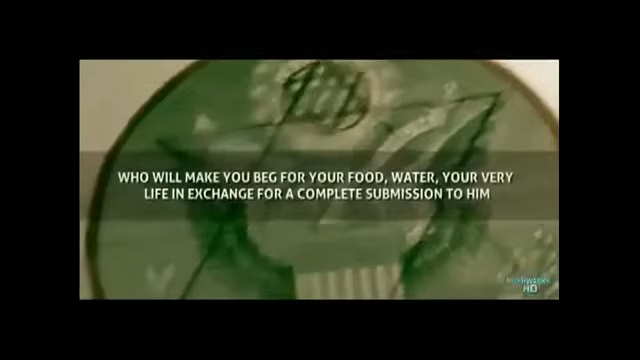 WHO WILL MAKE YOU BEG FOR YOUR FOOD, WATER, YOUR VERY
LIFE IN EXCHANGE FOR A COMPLETE SUBMISSION TO HIM
HD